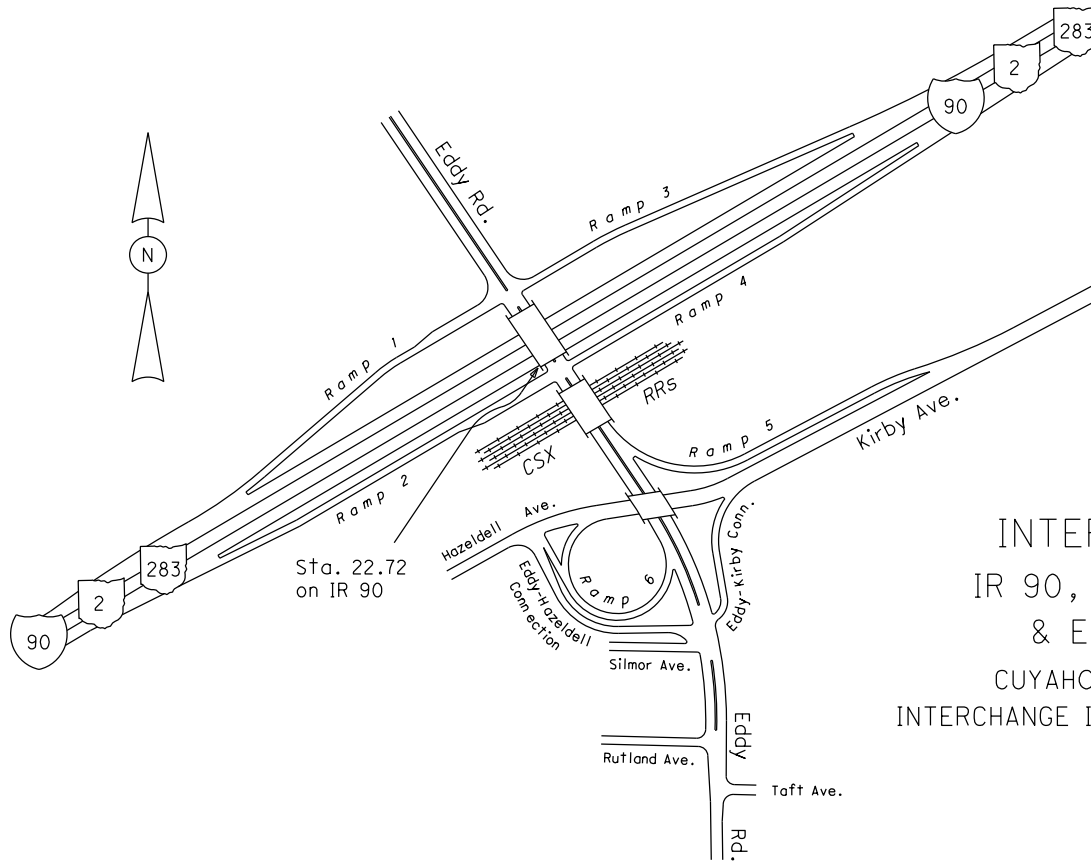 283
2
90
Eddy Rd.
Ramp 3
N
Ramp 4
Ramp 1
RRs
CSX
Ramp 5
Kirby Ave.
Ramp 2
Hazeldell Ave.
Eddy-Kirby Conn.
Sta. 22.72
on IR 90
283
2
90
Ramp 6
Eddy-Hazeldell
Connection
Silmor Ave.
Eddy Rd.
Rutland Ave.
Taft Ave.
INTER
IR 90,
& E
CUYAHO
INTERCHANGE I